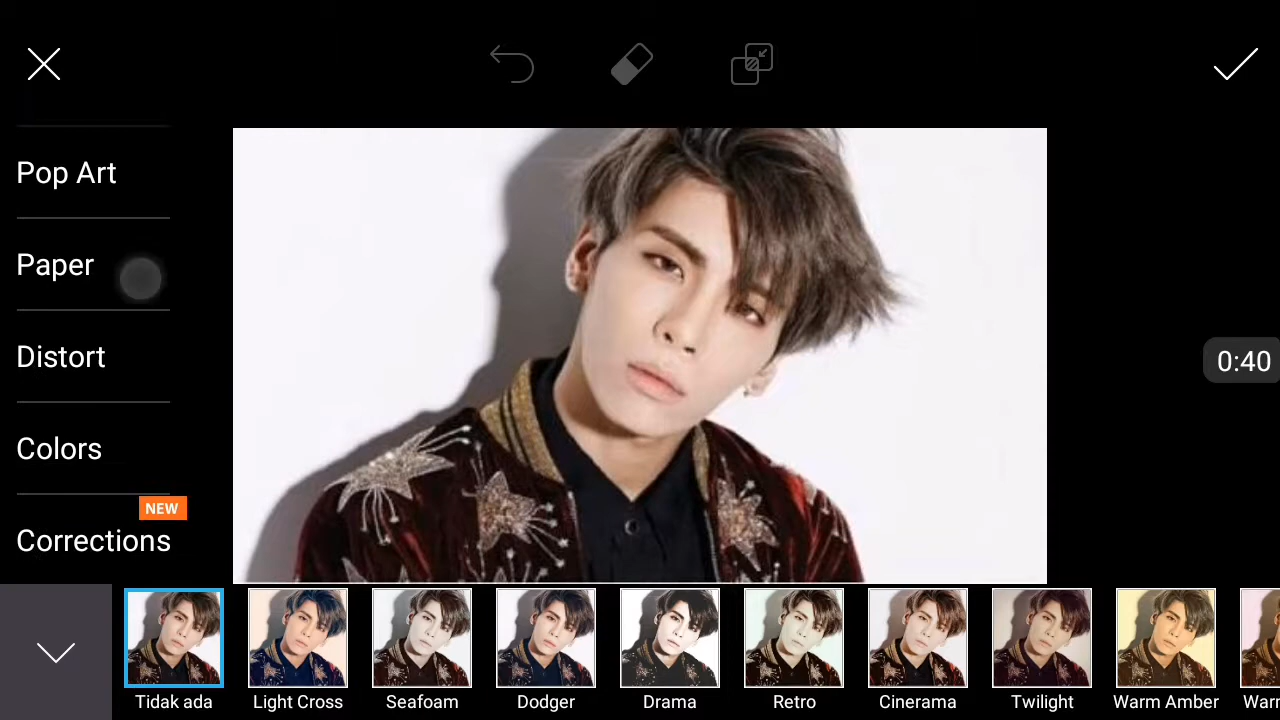 Pop Art
Paper
Distort
Colors
NEW
Corrections
0:40
Tidak ada
Light Cross
Seafoam
Dodger
Drama
Retro
Cinerama
Twilight
Warm Amber